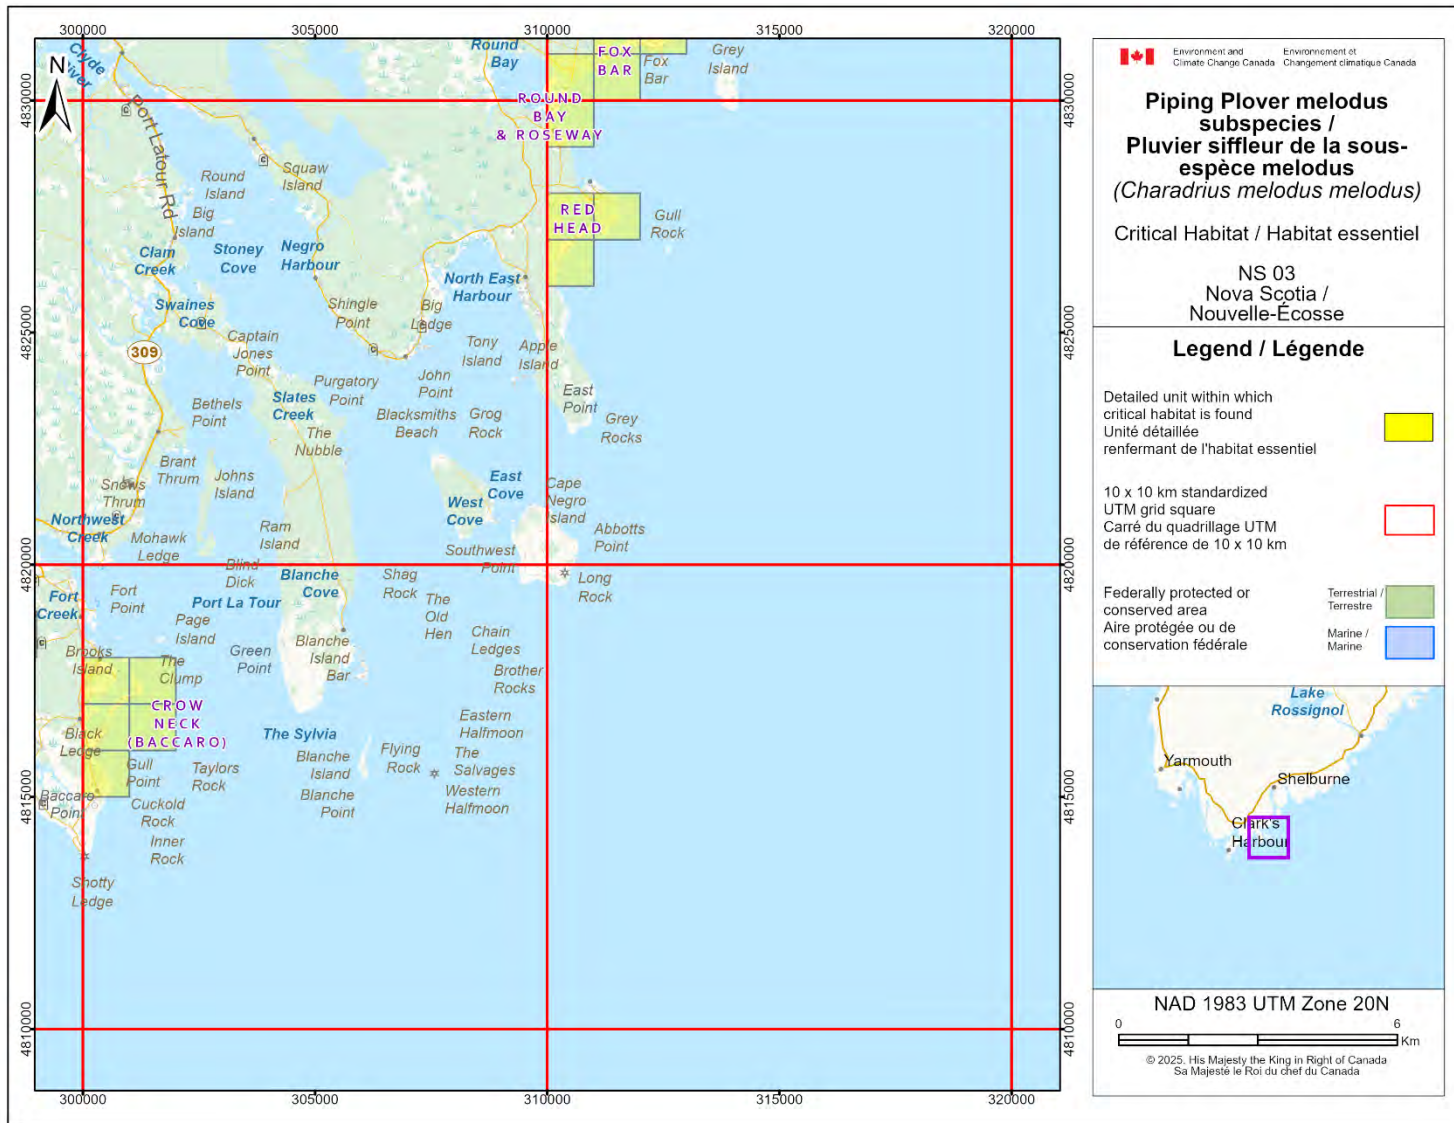 300000
305000
310000
315000
320000
4830000
4825000
4820000
4815000
4810000
4830000
4825000
4820000
4815000
4810000
300000
305000
310000
315000
320000
N
Clyde
River
Port Latour Rd
Round
Bay
FOX
BAR
Fox
Bar
Grey
Island
ROUND
BAY
& ROSEWAY
Squaw
Island
Round
Island
Big
Island
Clam
Creek
Stoney
Cove
Negro
Harbour
RED
HEAD
Gull
Rock
North East
Harbour
Swaines
Cove
Shingle
Point
Big
Ledge
309
Captain
Jones
Point
Tony
Island
Apple
Island
Purgatory
Point
John
Point
East
Point
Bethels
Point
Slates
Creek
Blacksmiths
Beach
Grog
Rock
Grey
Rocks
The
Nubble
Brant
Thrum
Johns
Island
Snows
Thrum
East
Cove
Cape
Negro
Island
West
Cove
Northwest
Creek
Mohawk
Ledge
Ram
Island
Abbotts
Point
Southwest
Point
Blind
Dick
Blanche
Cove
Shag
Rock
Long
Rock
Fort
Creek
Fort
Point
Port La Tour
Page
Island
The
Old
Hen
Chain
Ledges
Green
Point
Blanche
Island
Bar
Brooks
Island
The
Clump
Brother
Rocks
CROW
NECK
(BACCARO)
Black
Ledge
The Sylvia
Eastern
Halfmoon
Gull
Point
Taylors
Rock
Blanche
Island
Flying
Rock
The
Salvages
Blanche
Point
Western
Halfmoon
Baccaro
Point
Cuckold
Rock
Inner
Rock
Shotty
Ledge
Environment and
Climate Change Canada
Environnement et
Changement climatique Canada
Piping Plover melodus
subspecies /
Pluvier siffleur de la sous-
espèce melodus
(Charadrius melodus melodus)
Critical Habitat / Habitat essentiel
NS 03
Nova Scotia /
Nouvelle-Écosse
Legend / Légende
Detailed unit within which
critical habitat is found
Unité détaillée
renfermant de l'habitat essentiel
10 x 10 km standardized
UTM grid square
Carré du quadrillage UTM
de référence de 10 x 10 km
Federally protected or
conserved area
Aire protégée ou de
conservation fédérale
Terrestrial /
Terrestre
Marine /
Marine
Lake
Rossignol
Yarmouth
Shelburne
Clark's
Harbour
NAD 1983 UTM Zone 20N
0
6
Km
© 2025. His Majesty the King in Right of Canada
Sa Majesté le Roi du chef du Canada